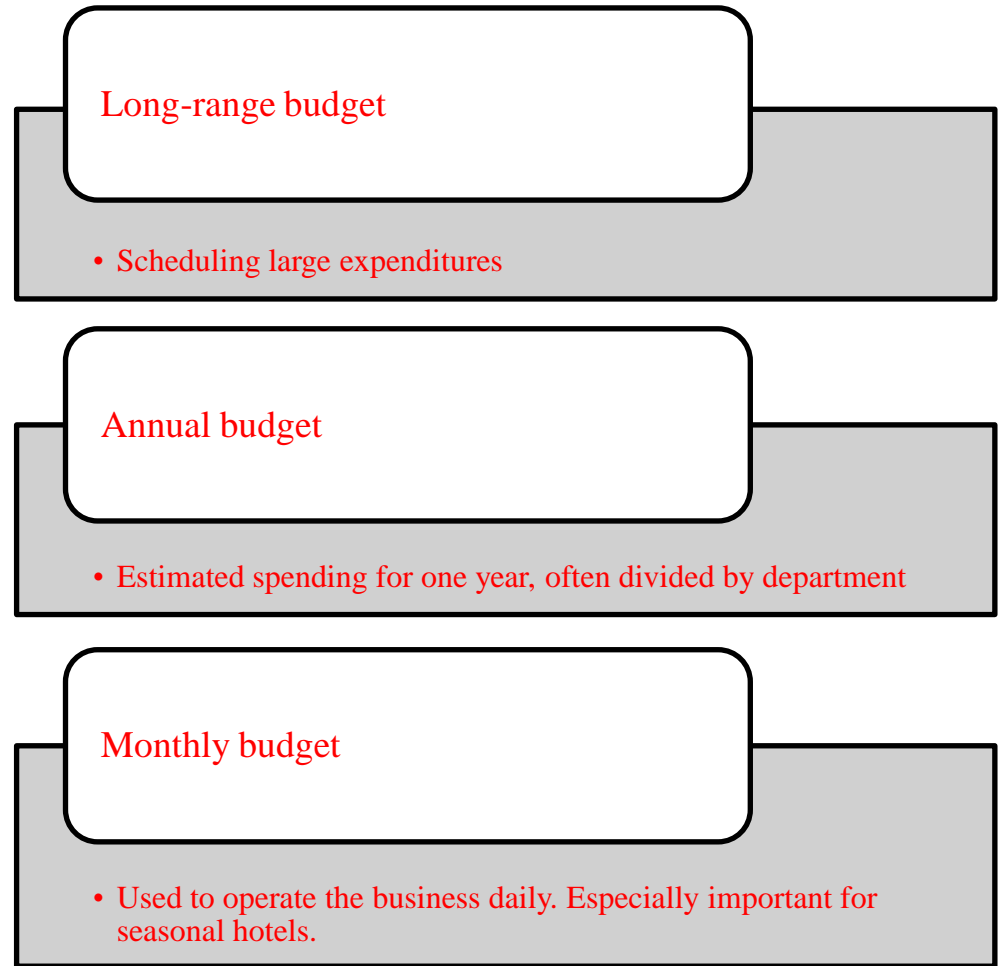 Long-range budget
• Scheduling large expenditures
Annual budget
• Estimated spending for one year, often divided by department
Monthly budget
• Used to operate the business daily. Especially important for
seasonal hotels.